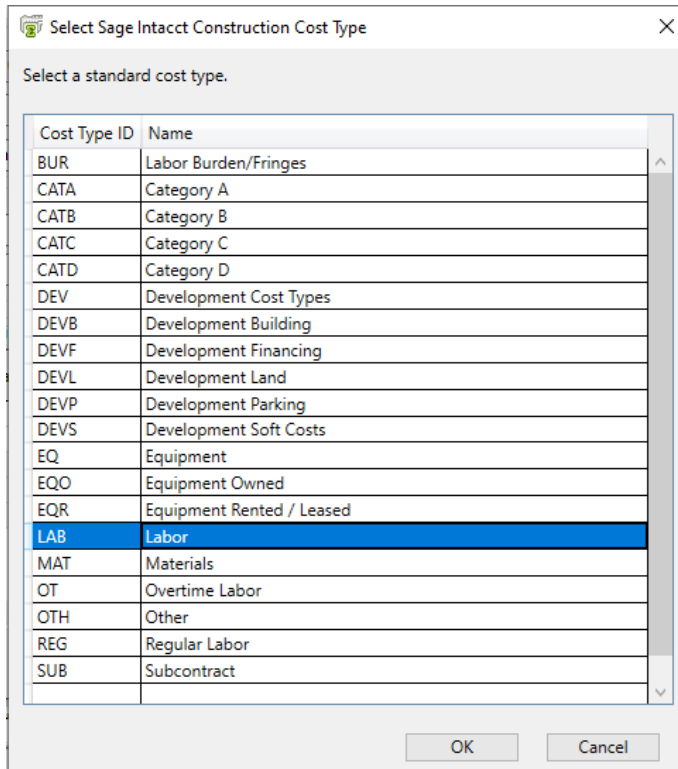 Select Sage Intacct Construction Cost Type
Select a standard cost type.
Cost Type ID Name
BUR Labor Burden/Fringes
CATA Category A
CATB Category B
CATC Category C
CATD Category D
DEV Development Cost Types
DEVB Development Building
DEVF Development Financing
DEVL Development Land
DEVP Development Parking
DEVS Development Soft Costs
EQ Equipment
EQO Equipment Owned
EQR Equipment Rented / Leased
LAB Labor
MAT Materials
OT Overtime Labor
OTH Other
REG Regular Labor
SUB Subcontract
OK Cancel